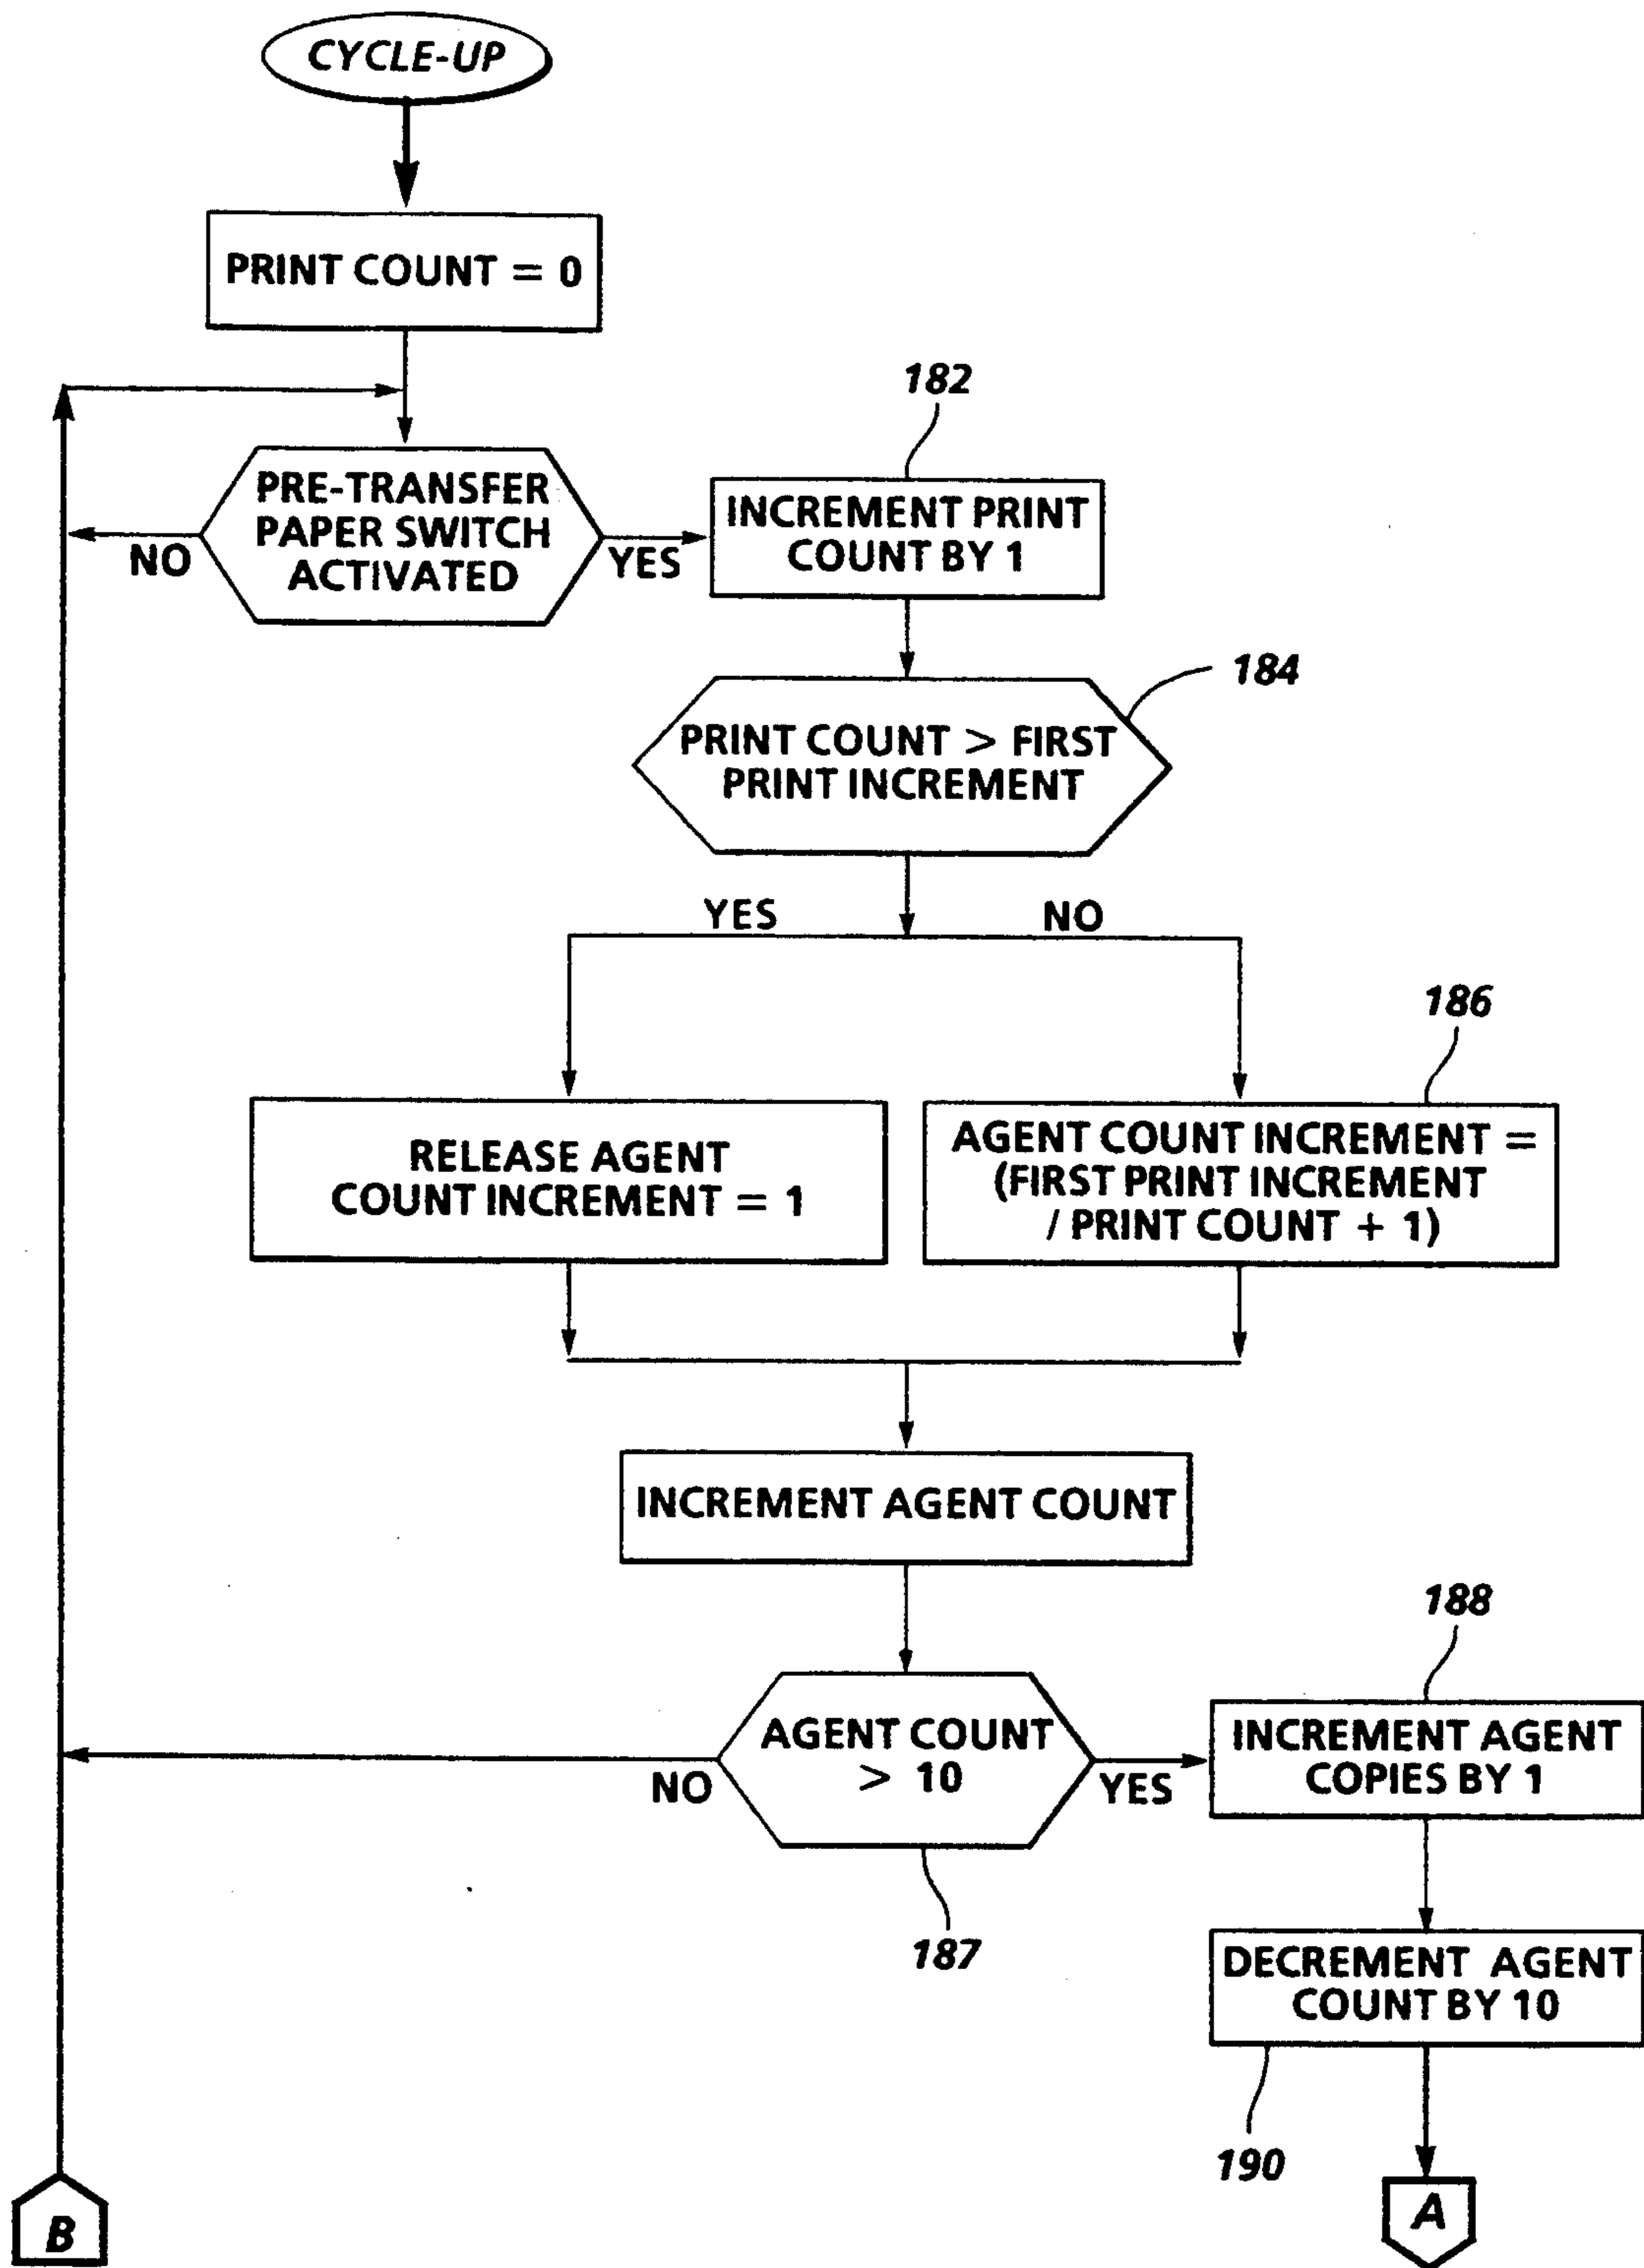 CYCLE-UP
PRINT COUNT = 0
182
PRE-TRANSFER
PAPER SWITCH
ACTIVATED
NO
YES
INCREMENT PRINT
COUNT BY 1
184
PRINT COUNT > FIRST
PRINT INCREMENT
YES
NO
186
RELEASE AGENT
COUNT INCREMENT = 1
AGENT COUNT INCREMENT =
(FIRST PRINT INCREMENT
/ PRINT COUNT + 1)
INCREMENT AGENT COUNT
188
AGENT COUNT
> 10
NO
YES
INCREMENT AGENT
COPIES BY 1
187
DECREMENT AGENT
COUNT BY 10
190
B
A